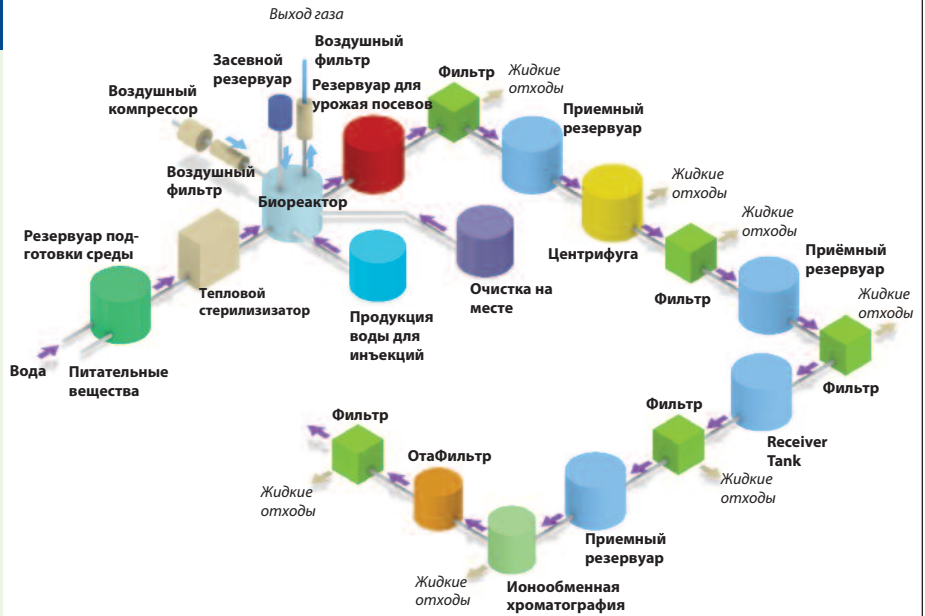 Выход газа
Воздушный
фильтр
Засевной
резервуар
Резервуар для
урожая посевов
Воздушный
компрессор
Фильтр
Жидкие
отходы
Приемный
резервуар
Воздушный
фильтр
Биореактор
Жидкие
отходы
Резервуар под-
готовки среды
Центрифуга
Жидкие
отходы
Приёмный
резервуар
Тепловой
стерилизизатор
Очистка на
месте
Фильтр
Жидкие
отходы
Продукция
воды для
инъекций
Вода
Питательные
вещества
Фильтр
Фильтр
Фильтр
Receiver
Tank
ОтаФильтр
Жидкие
отходы
Жидкие
отходы
Приемный
резервуар
Жидкие
отходы
Ионообменная
хроматография